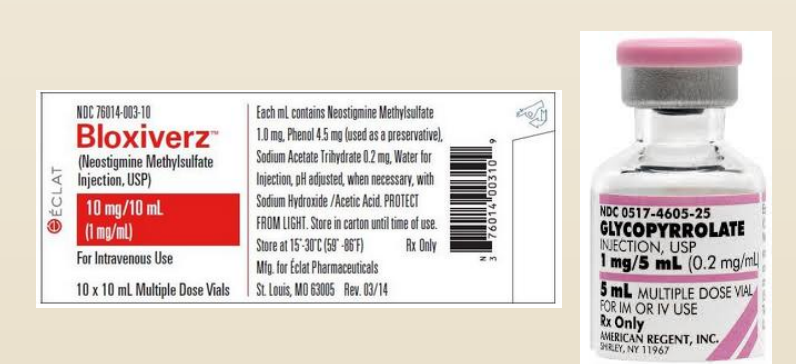 NDC 76014-003-10
Bloxiverz™
(Neostigmine Methylsulfate
Injection, USP)
10 mg/10 mL
(1 mg/mL)
For Intravenous Use
10 x 10 mL Multiple Dose Vials
éCLAT
Each mL contains Neostigmine Methylsulfate
1.0 mg, Phenol 4.5 mg (used as a preservative),
Sodium Acetate Trihydrate 0.2 mg, Water for
Injection, pH adjusted, when necessary, with
Sodium Hydroxide /Acetic Acid. PROTECT
FROM LIGHT. Store in carton until time of use.
Store at 15°-30°C (59° -86°F) Rx Only
Mfg. for Éclat Pharmaceuticals
St. Louis, MO 63005 Rev. 03/14
N 3 76014 00310 9
NDC 0517-4605-25
GLYCOPYRROLATE
INJECTION, USP
1 mg/5 mL (0.2 mg/mL)
5 mL MULTIPLE DOSE VIAL
FOR IM OR IV USE
Rx Only
AMERICAN REGENT, INC.
SHIRLEY, NY 11967